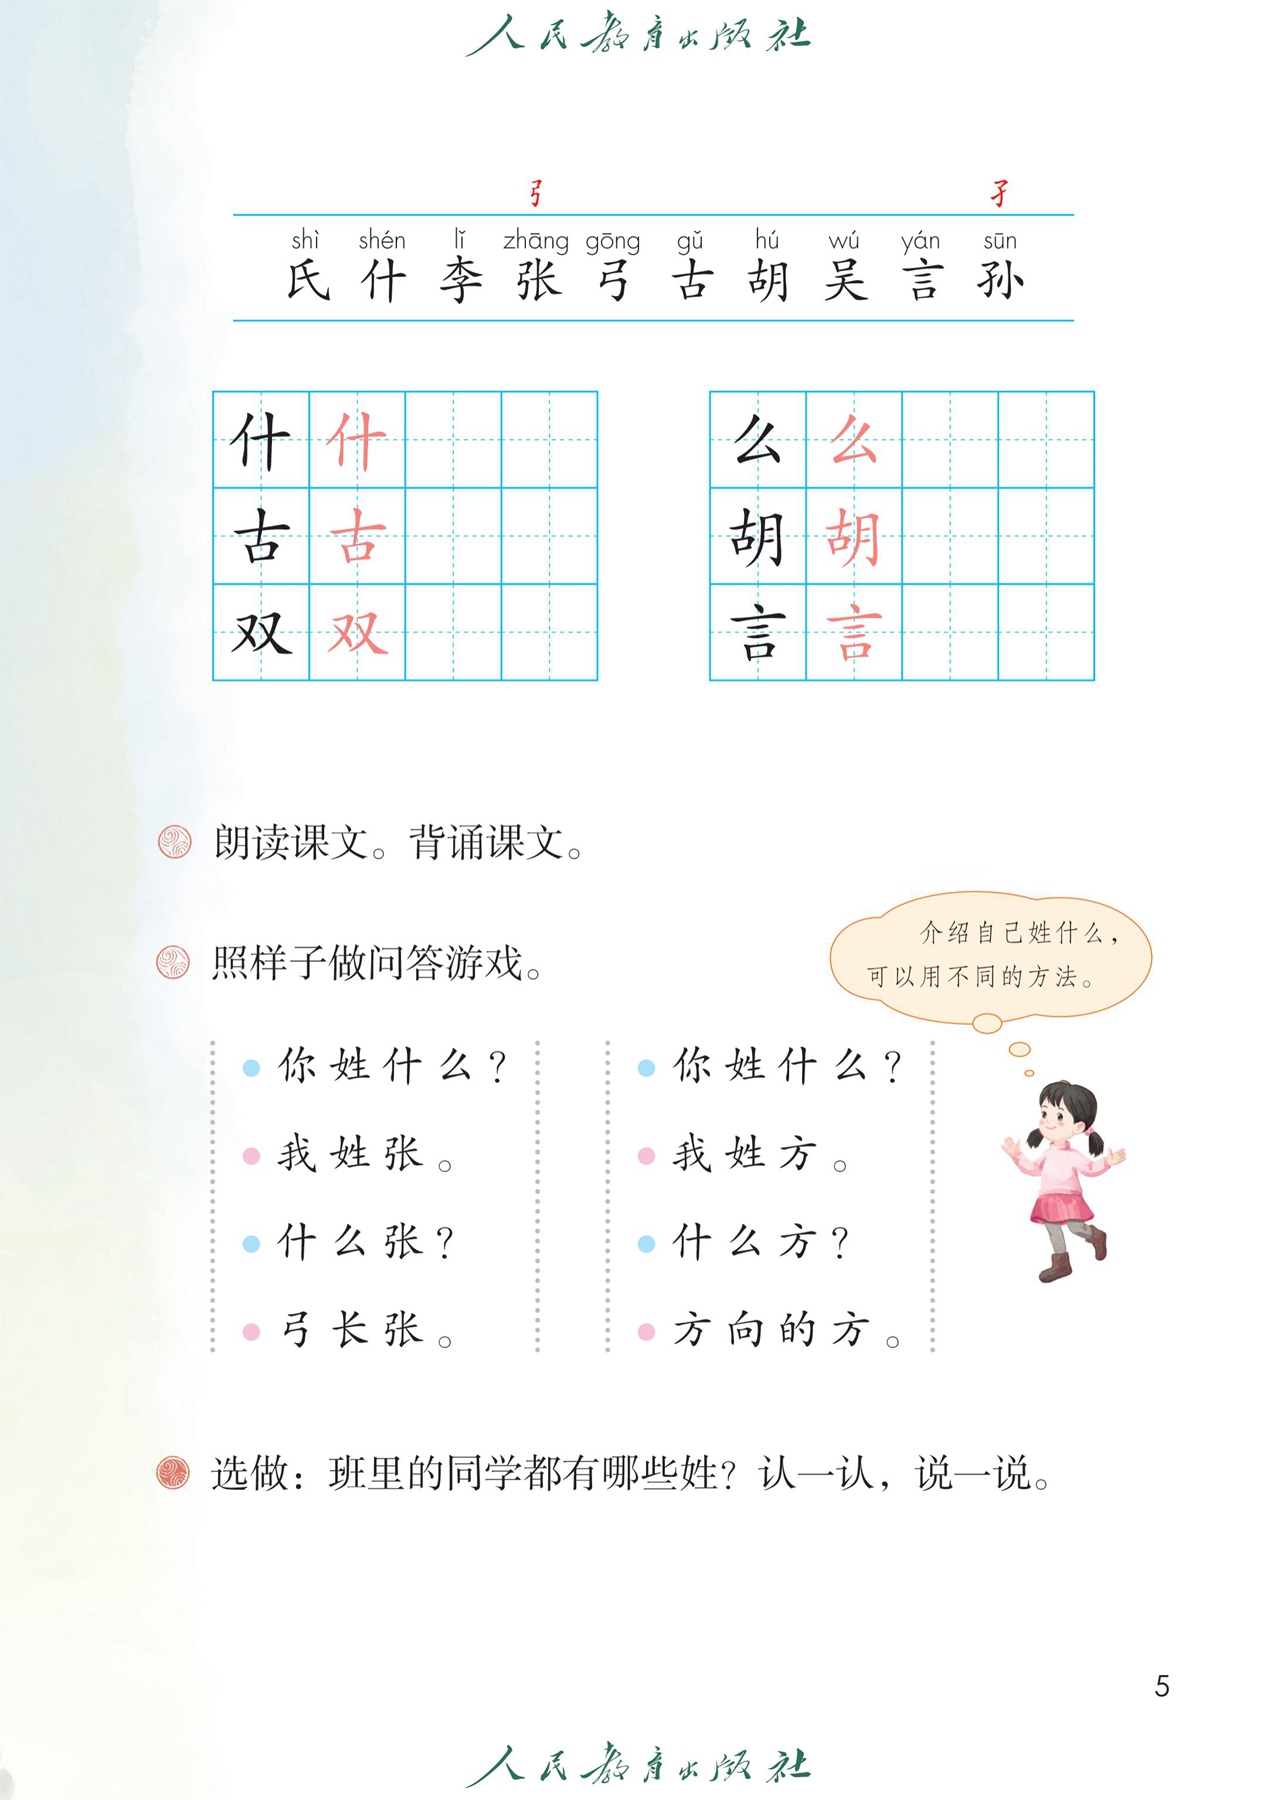 人民教育出版社
弓 孑
shì shén lǐ zhāng gōng gǔ hú wú yán sūn
氏 什 李 张 弓 古 胡 吴 言 孙
什 什 么 么
古 古 胡 胡
双 双 言 言
朗读课文。背诵课文。
照样子做问答游戏。
介绍自己姓什么，
可以用不同的方法。
你姓什么？
我姓张。
什么张？
弓长张。
你姓什么？
我姓方。
什么方？
方向的方。
选做：班里的同学都有哪些姓？认一认，说一说。
5
人民教育出版社